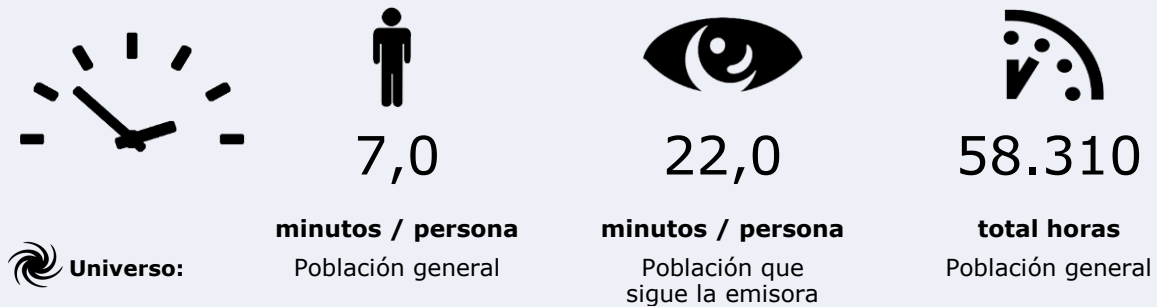 7,0
22,0
58.310
minutos / persona
minutos / persona
total horas
Universo:
Población general
Población que
sigue la emisora
Población general